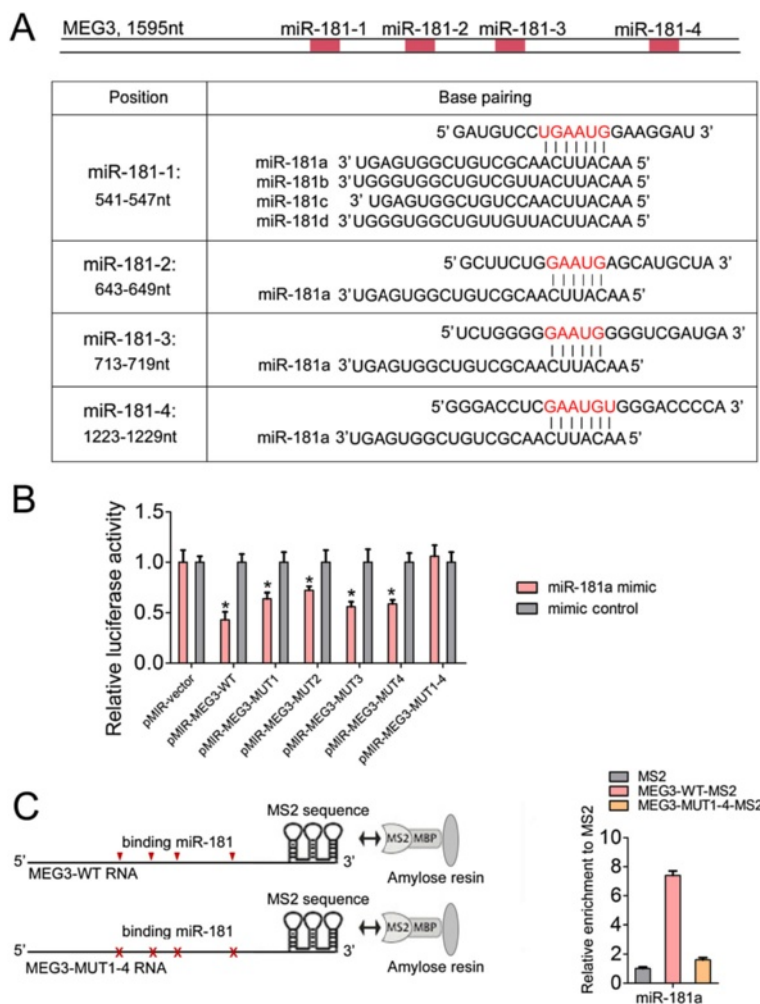 A
MEG3, 1595nt
miR-181-1 miR-181-2 miR-181-3 miR-181-4
Position Base pairing
miR-181-1:
541-547nt
5' GAUGUCCUGAAUGGAAGGAU 3'
miR-181a 3'UGAGUGGCUGUCGCAACUUACAA 5'
miR-181b 3'UGGGUGGCUGUCGUUACUUACAA 5'
miR-181c 3' UGAGUGGCUGUCCAACUUACAA 5'
miR-181d 3'UGGGUGGCUGUUGUUACUUACAA 5'
miR-181-2:
643-649nt
5'GCUUCUGGAAUGAGCAUGCUA 3'
miR-181a 3'UGAGUGGCUGUCGCAACUUACAA 5'
miR-181-3:
713-719nt
5'UCUGGGGGAAUGGGGUCGAUGA 3'
miR-181a 3'UGAGUGGCUGUCGCAACUUACAA 5'
miR-181-4:
1223-1229nt
5'GGGACCUCGAAUGUGGGACCCCA 3'
miR-181a 3'UGAGUGGCUGUCGCAACUUACAA 5'
B
Relative luciferase activity
1.5
1.0
0.5
0.0
* * * * *
pMIR-vector
pMIR-MEG3-WT
pMIR-MEG3-MUT1
pMIR-MEG3-MUT2
pMIR-MEG3-MUT3
pMIR-MEG3-MUT4
pMIR-MEG3-MUT1-4
miR-181a mimic
mimic control
C
MS2 sequence
binding miR-181
5' 3'
MEG3-WT RNA
MS2 MBP
Amylose resin
MS2 sequence
binding miR-181
5' 3'
MEG3-MUT1-4 RNA
MS2 MBP
Amylose resin
MS2
MEG3-WT-MS2
MEG3-MUT1-4-MS2
Relative enrichment to MS2
10
8
6
4
2
0
miR-181a